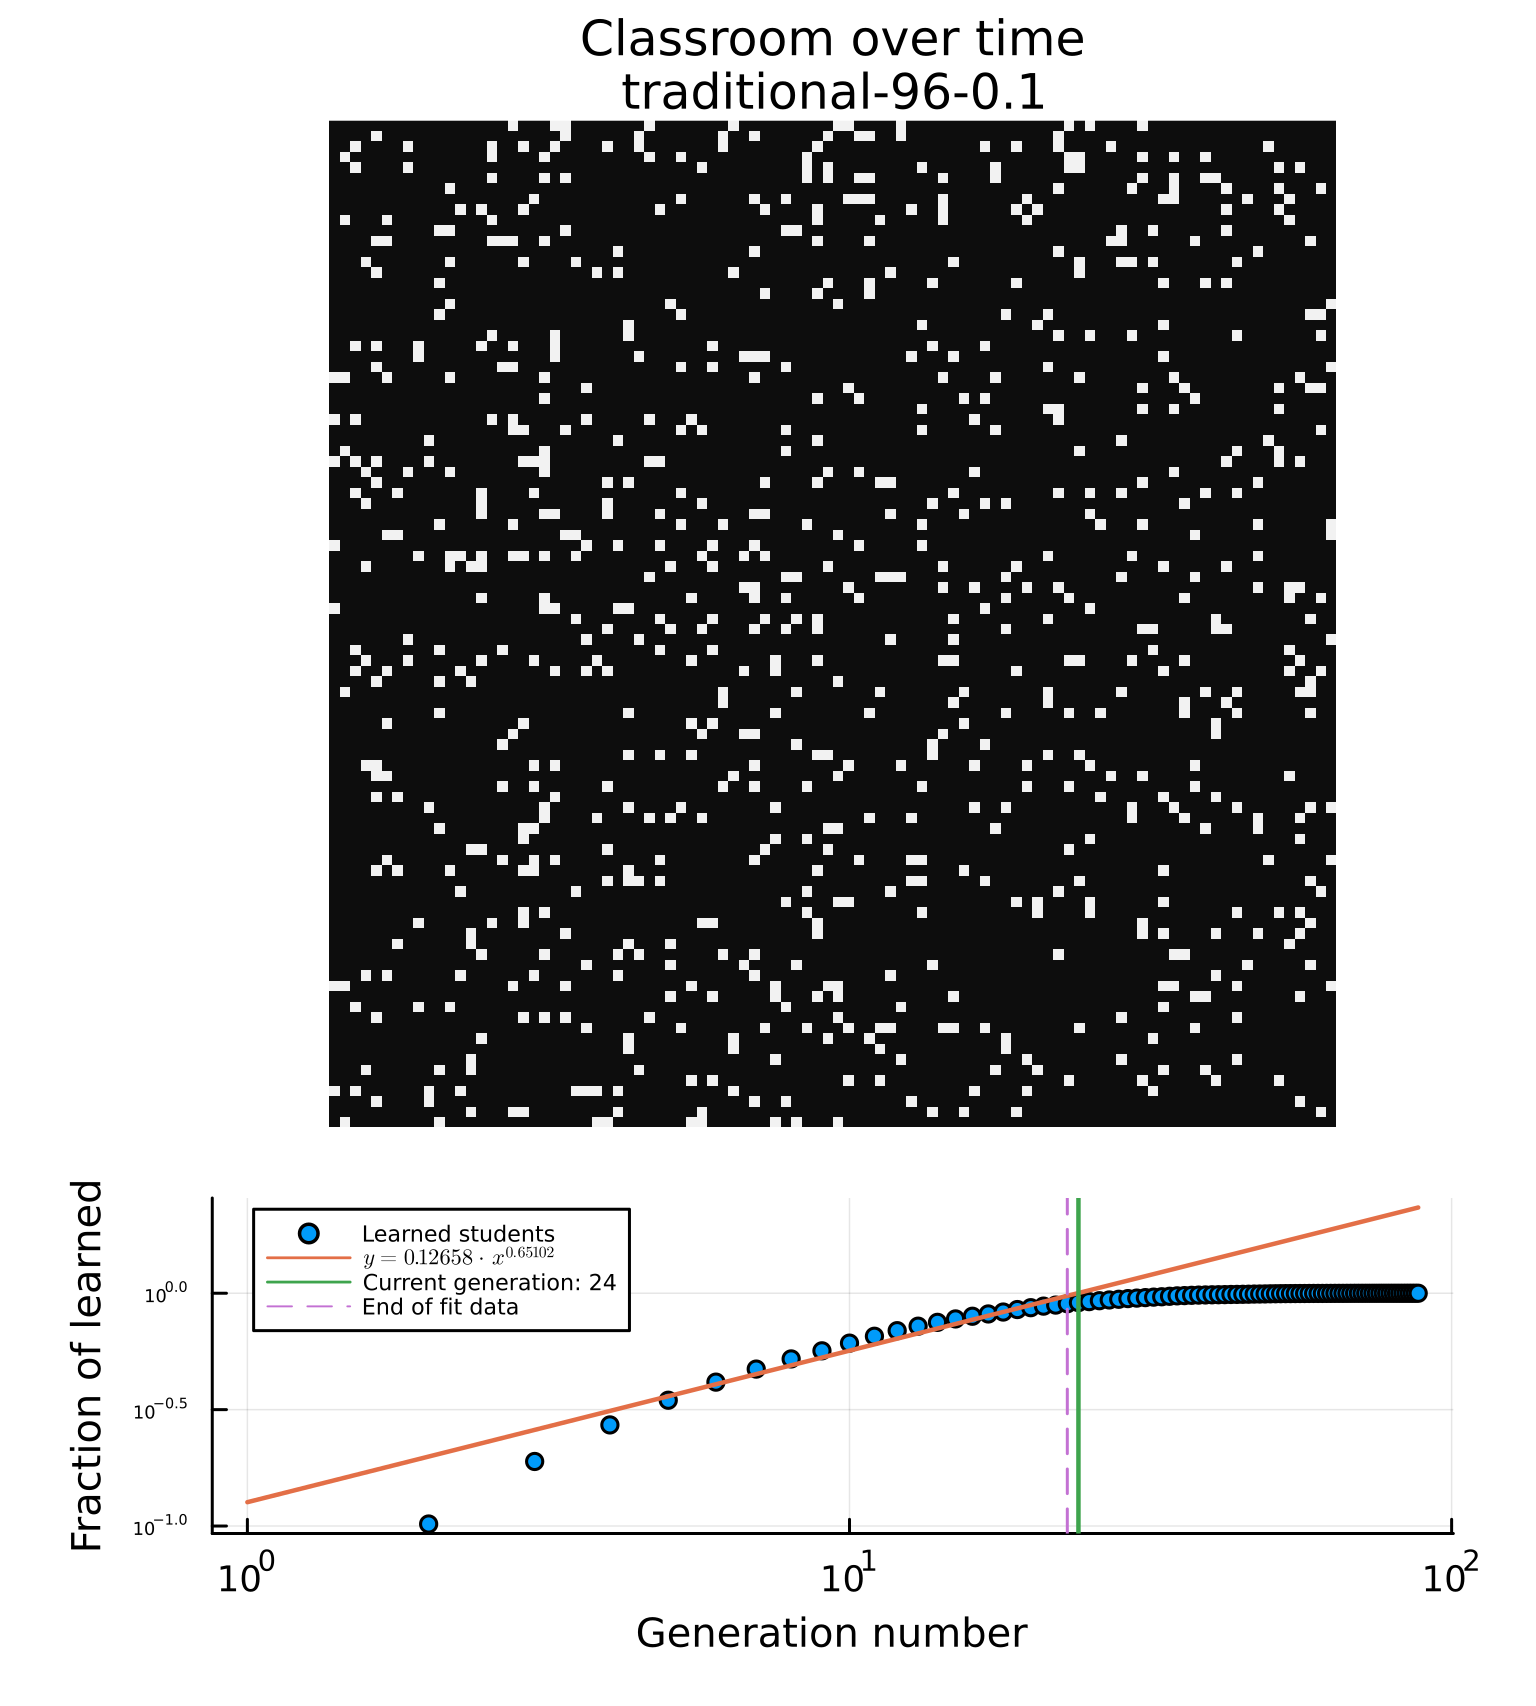 Classroom over time
traditional-96-0.1
Fraction of learned
Learned students
y = 0.12658 · x^0.65102
Current generation: 24
End of fit data
10^0.0
10^−0.5
10^−1.0
10^0
10^1
10^2
Generation number